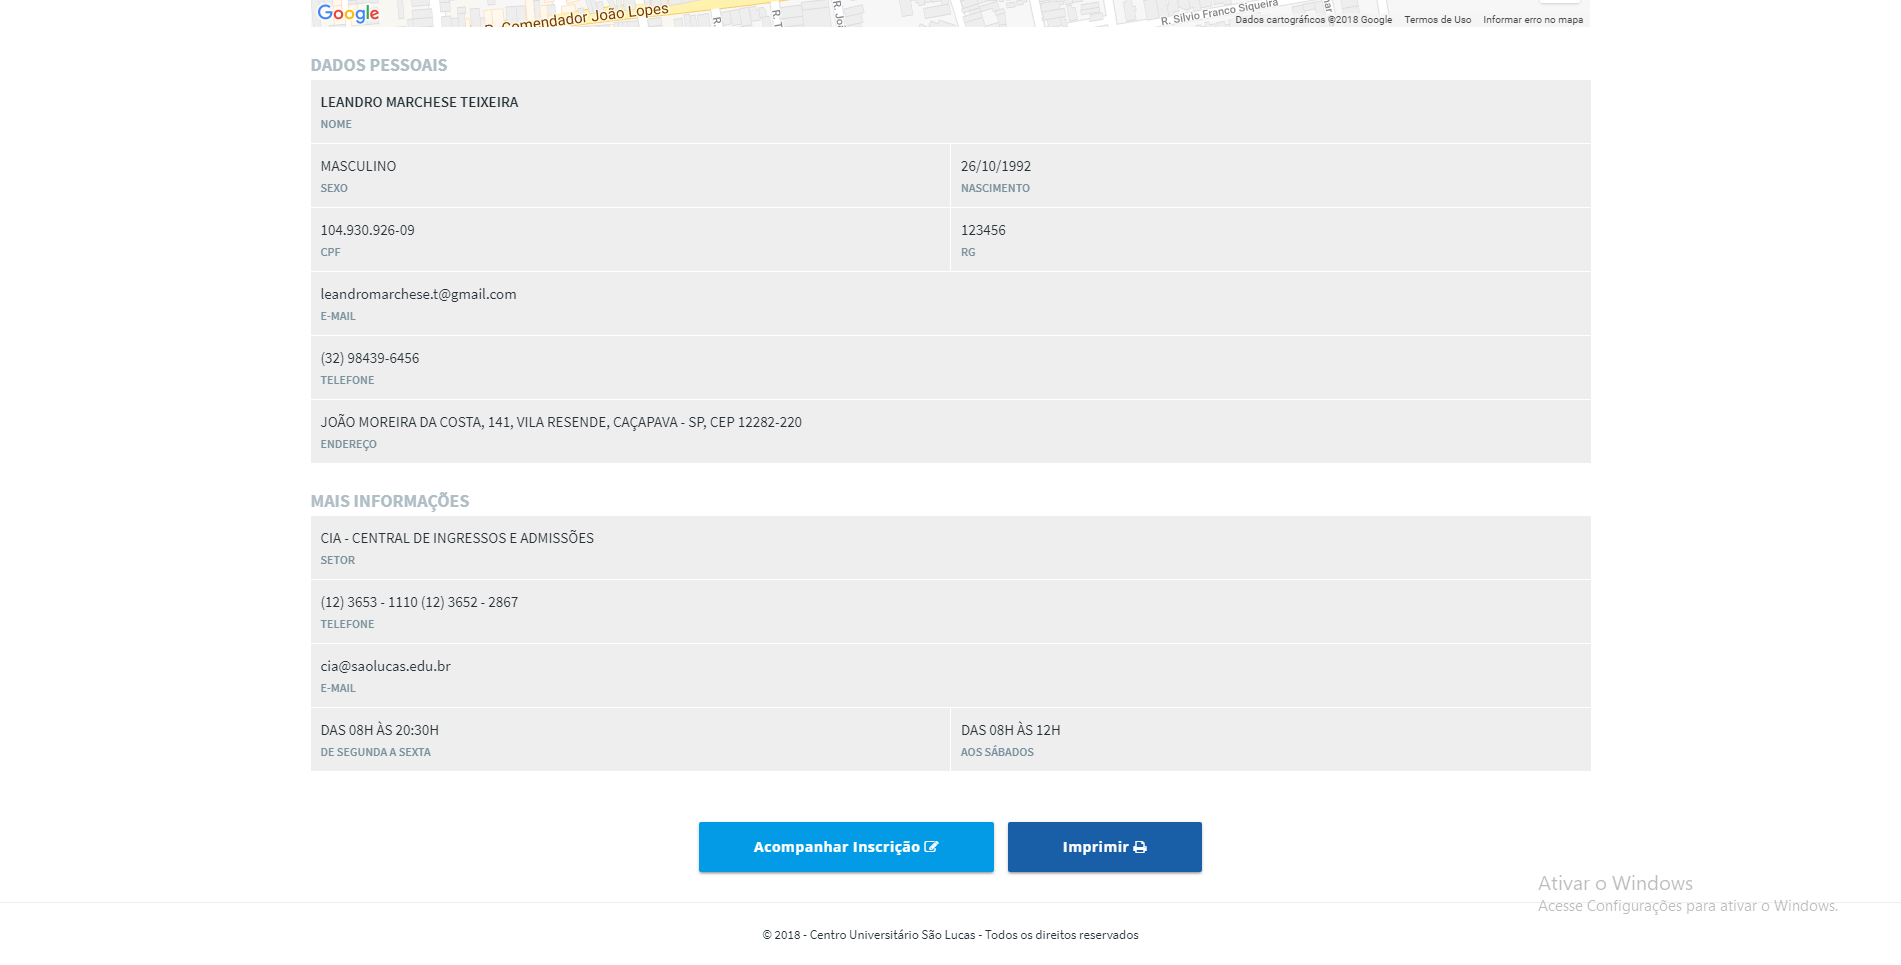 Google
R. Comendador João Lopes
R. Silvio Franco Siqueira
Dados cartográficos ©2018 Google Termos de Uso Informar erro no mapa
DADOS PESSOAIS
LEANDRO MARCHESE TEIXEIRA
NOME
MASCULINO
SEXO
26/10/1992
NASCIMENTO
104.930.926-09
CPF
123456
RG
leandromarchese.t@gmail.com
E-MAIL
(32) 98439-6456
TELEFONE
JOÃO MOREIRA DA COSTA, 141, VILA RESENDE, CAÇAPAVA - SP, CEP 12282-220
ENDEREÇO
MAIS INFORMAÇÕES
CIA - CENTRAL DE INGRESSOS E ADMISSÕES
SETOR
(12) 3653 - 1110 (12) 3652 - 2867
TELEFONE
cia@saolucas.edu.br
E-MAIL
DAS 08H ÀS 20:30H
DE SEGUNDA A SEXTA
DAS 08H ÀS 12H
AOS SÁBADOS
Acompanhar Inscrição
Imprimir
Ativar o Windows
Acesse Configurações para ativar o Windows.
© 2018 - Centro Universitário São Lucas - Todos os direitos reservados